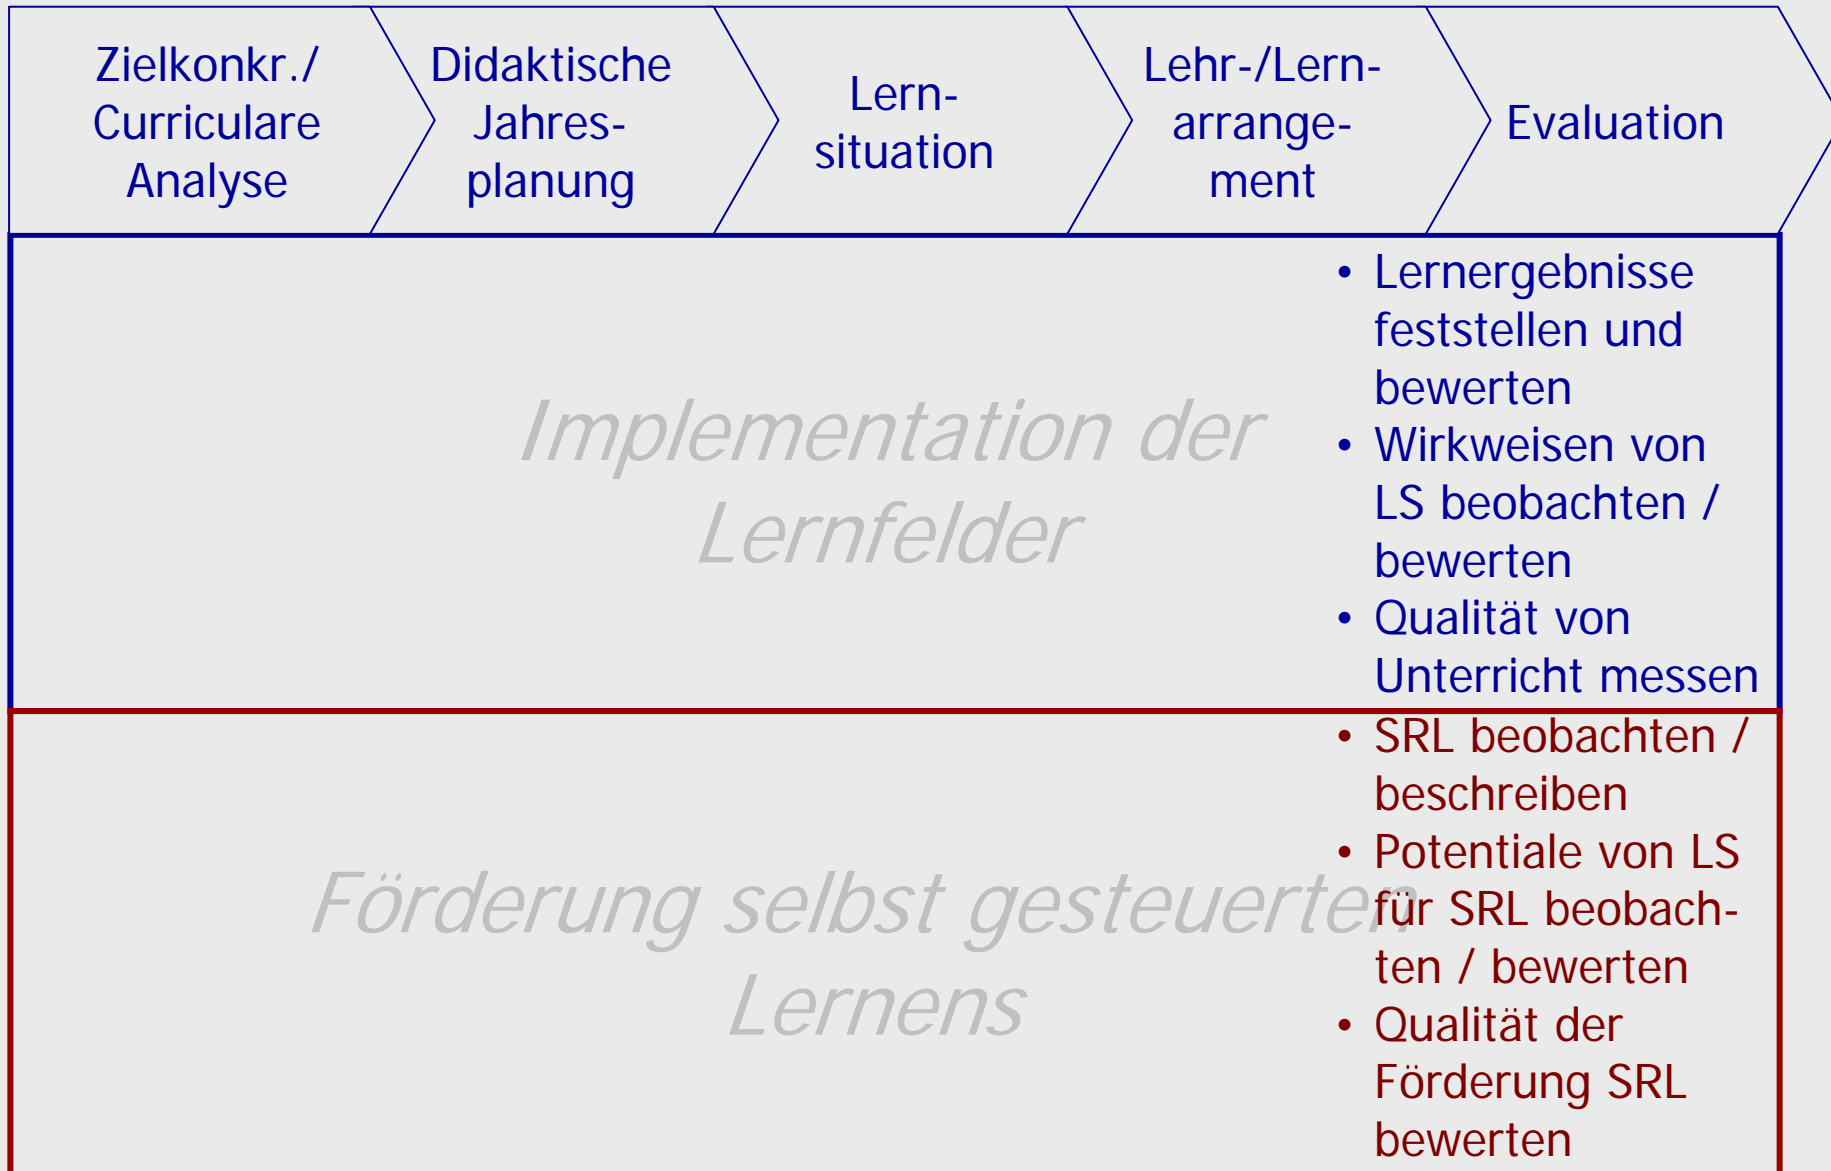 Zielkonkr./
Curriculare
Analyse
Didaktische
Jahres-
planung
Lern-
situation
Lehr-/Lern-
arrange-
ment
Evaluation
Implementation der
Lernfelder
• Lernergebnisse
feststellen und
bewerten
• Wirkweisen von
LS beobachten /
bewerten
• Qualität von
Unterricht messen
Förderung selbst gesteuerten
Lernens
• SRL beobachten /
beschreiben
• Potentiale von LS
für SRL beobach-
ten / bewerten
• Qualität der
Förderung SRL
bewerten